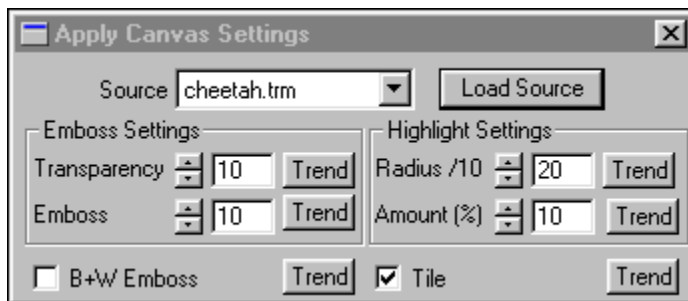 Apply Canvas Settings
Source cheetah.trm Load Source
Emboss Settings Highlight Settings
Transparency 10 Trend Radius /10 20 Trend
Emboss 10 Trend Amount (%) 10 Trend
B+W Emboss Trend Tile Trend